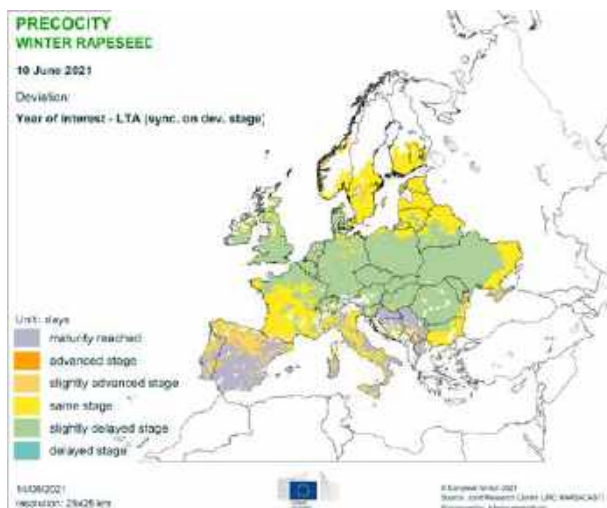 PRECOCITY
WINTER RAPESEED
10 June 2021
Deviation:
Year of interest - LTA (sync. on dev. stage)
Unit: days
maturity reached
advanced stage
slightly advanced stage
same stage
slightly delayed stage
delayed stage
resolution: 25x25 km
© European Union 2021
Source: Joint Research Centre